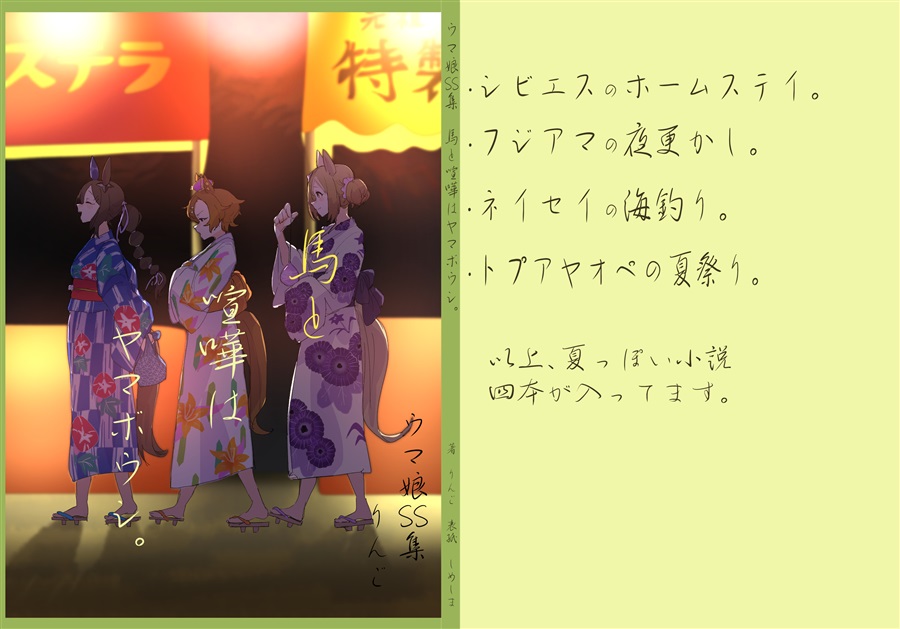 ステラ
特製
馬と
喧嘩は
ヤマボウシ。
ウマ娘SS集
りんご
ウマ娘SS集 馬と喧嘩はヤマボウシ。
著 りんご 表紙 しめしま
・シビエスのホームステイ。
・フジアマの夜更かし。
・ネイセイの海釣り。
・トプアヤオペの夏祭り。
以上、夏っぽい小説
四本が入ってます。